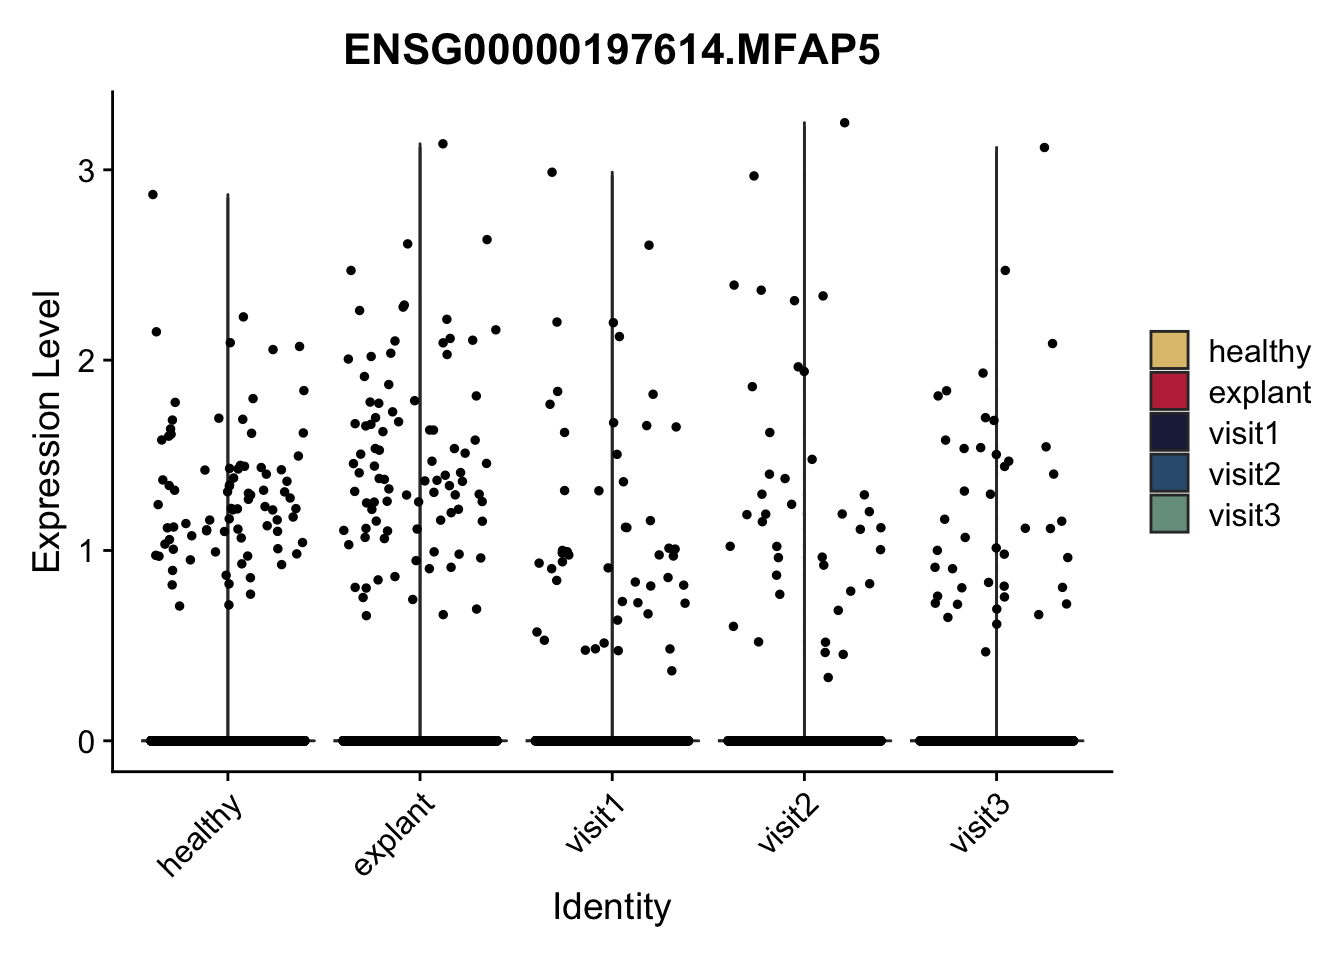 ENSG00000197614.MFAP5
Expression Level
3
2
1
0
healthy
explant
visit1
visit2
visit3
Identity
healthy
explant
visit1
visit2
visit3